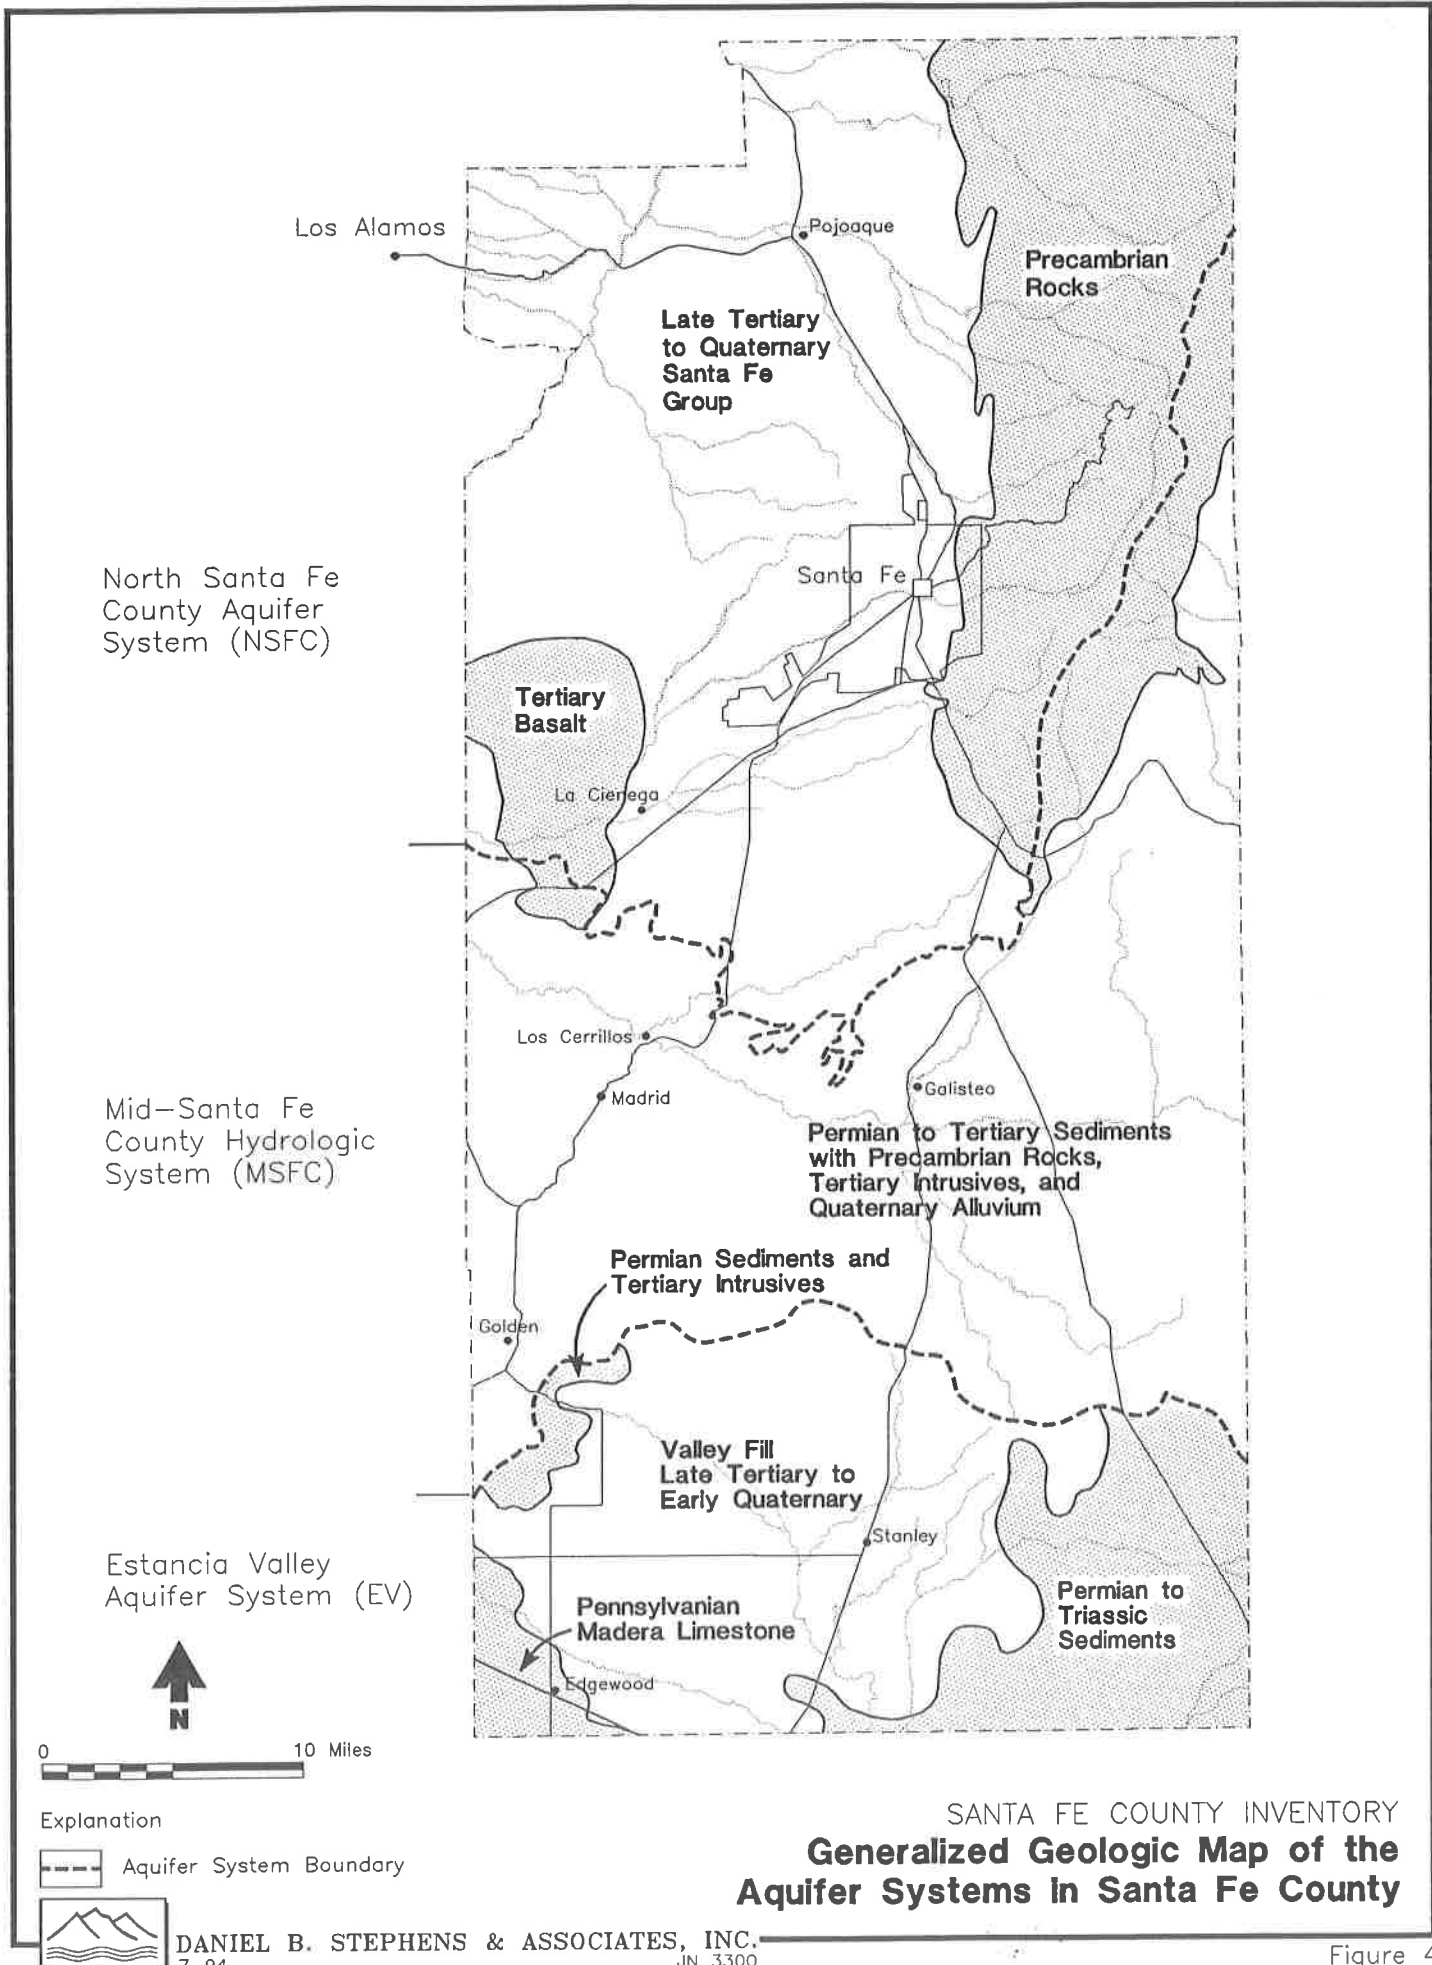 Los Alamos
Pojoaque
Precambrian
Rocks
Late Tertiary
to Quaternary
Santa Fe
Group
North Santa Fe
County Aquifer
System (NSFC)
Santa Fe
Tertiary
Basalt
La Cienega
Los Cerrillos
Madrid
Galisteo
Mid-Santa Fe
County Hydrologic
System (MSFC)
Permian to Tertiary Sediments
with Precambrian Rocks,
Tertiary Intrusives, and
Quaternary Alluvium
Permian Sediments and
Tertiary Intrusives
Golden
Valley Fill
Late Tertiary to
Early Quaternary
Stanley
Estancia Valley
Aquifer System (EV)
Pennsylvanian
Madera Limestone
Permian to
Triassic
Sediments
Edgewood
N
0 10 Miles
Explanation
Aquifer System Boundary
SANTA FE COUNTY INVENTORY
Generalized Geologic Map of the
Aquifer Systems in Santa Fe County
DANIEL B. STEPHENS & ASSOCIATES, INC.
7-94 JN 3300
Figure 4